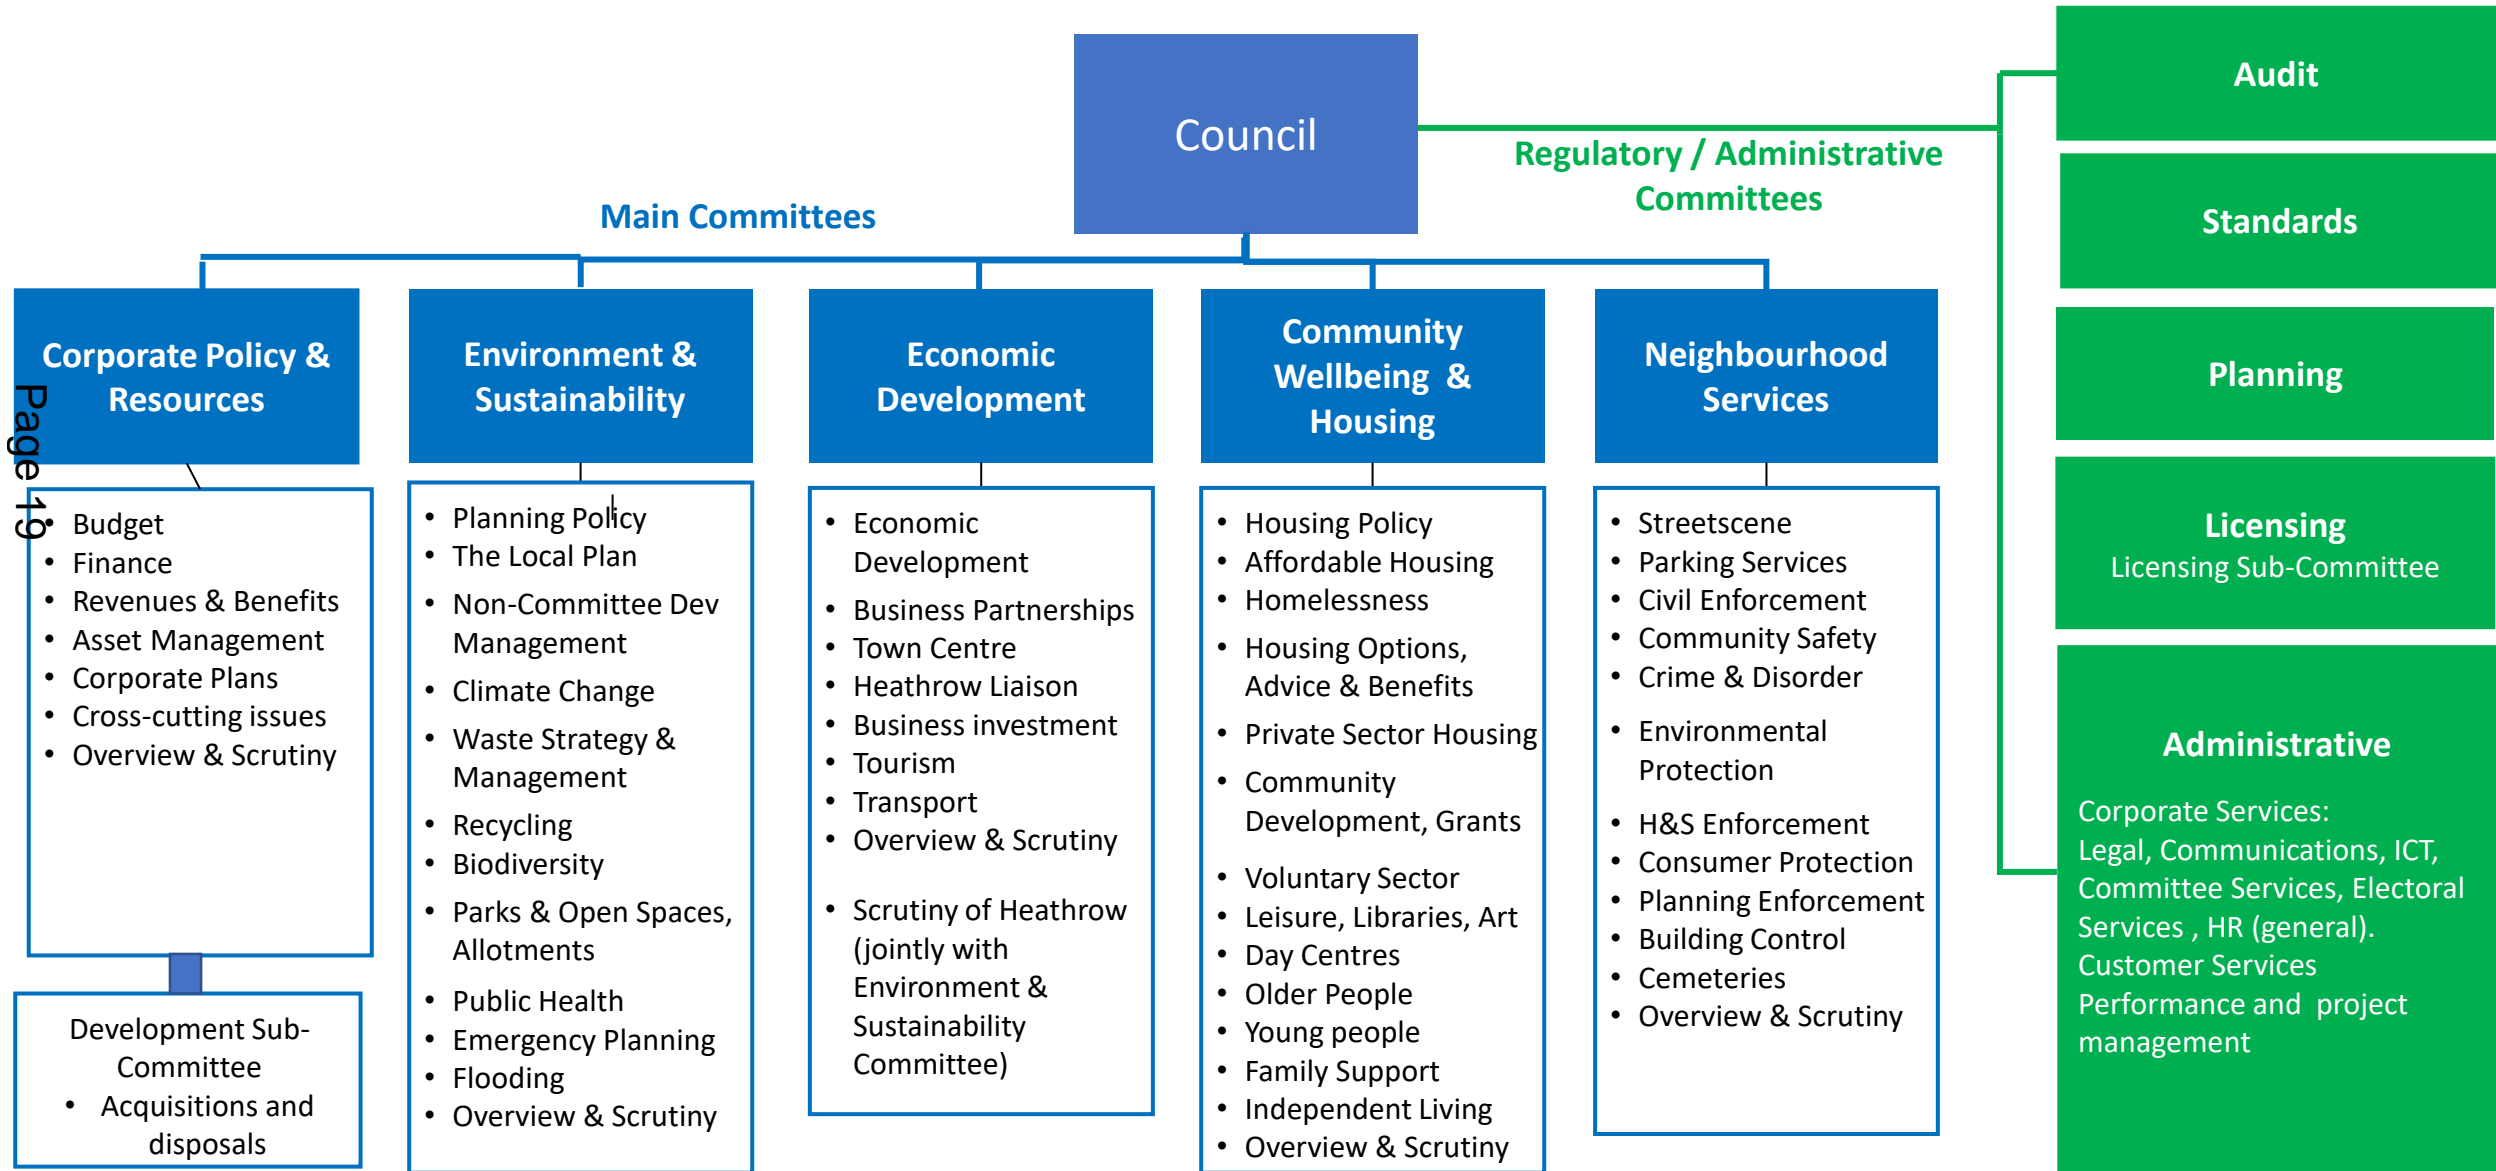 Council
Main Committees
Regulatory / Administrative
Committees
Corporate Policy &
Resources
Page 19
• Budget
• Finance
• Revenues & Benefits
• Asset Management
• Corporate Plans
• Cross-cutting issues
• Overview & Scrutiny
Development Sub-
Committee
• Acquisitions and
disposals
Environment &
Sustainability
• Planning Policy
• The Local Plan
• Non-Committee Dev
Management
• Climate Change
• Waste Strategy &
Management
• Recycling
• Biodiversity
• Parks & Open Spaces,
Allotments
• Public Health
• Emergency Planning
• Flooding
• Overview & Scrutiny
Economic
Development
• Economic
Development
• Business Partnerships
• Town Centre
• Heathrow Liaison
• Business investment
• Tourism
• Transport
• Overview & Scrutiny
• Scrutiny of Heathrow
(jointly with
Environment &
Sustainability
Committee)
Community
Wellbeing &
Housing
• Housing Policy
• Affordable Housing
• Homelessness
• Housing Options,
Advice & Benefits
• Private Sector Housing
• Community
Development, Grants
• Voluntary Sector
• Leisure, Libraries, Art
• Day Centres
• Older People
• Young people
• Family Support
• Independent Living
• Overview & Scrutiny
Neighbourhood
Services
• Streetscene
• Parking Services
• Civil Enforcement
• Community Safety
• Crime & Disorder
• Environmental
Protection
• H&S Enforcement
• Consumer Protection
• Planning Enforcement
• Building Control
• Cemeteries
• Overview & Scrutiny
Audit
Standards
Planning
Licensing
Licensing Sub-Committee
Administrative
Corporate Services:
Legal, Communications, ICT,
Committee Services, Electoral
Services , HR (general).
Customer Services
Performance and project
management